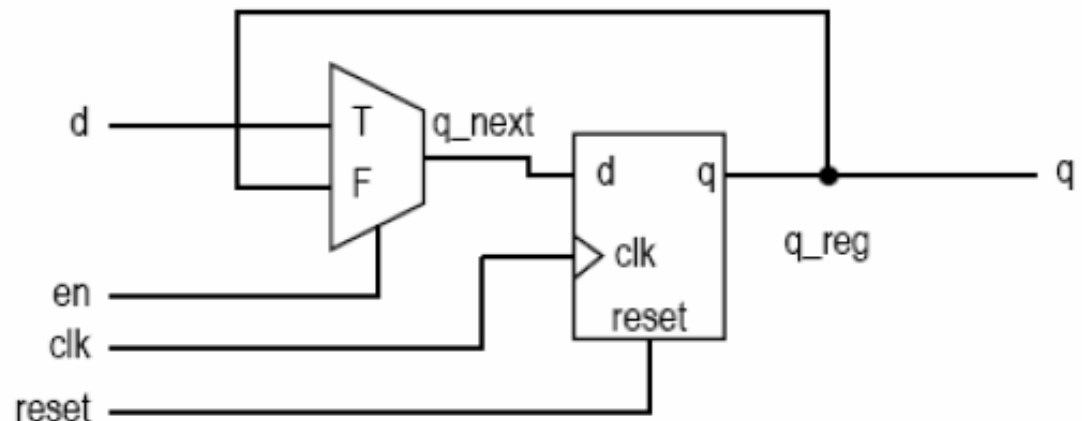 d
T
q_next
F
d
q
q
clk
q_reg
en
reset
clk
reset